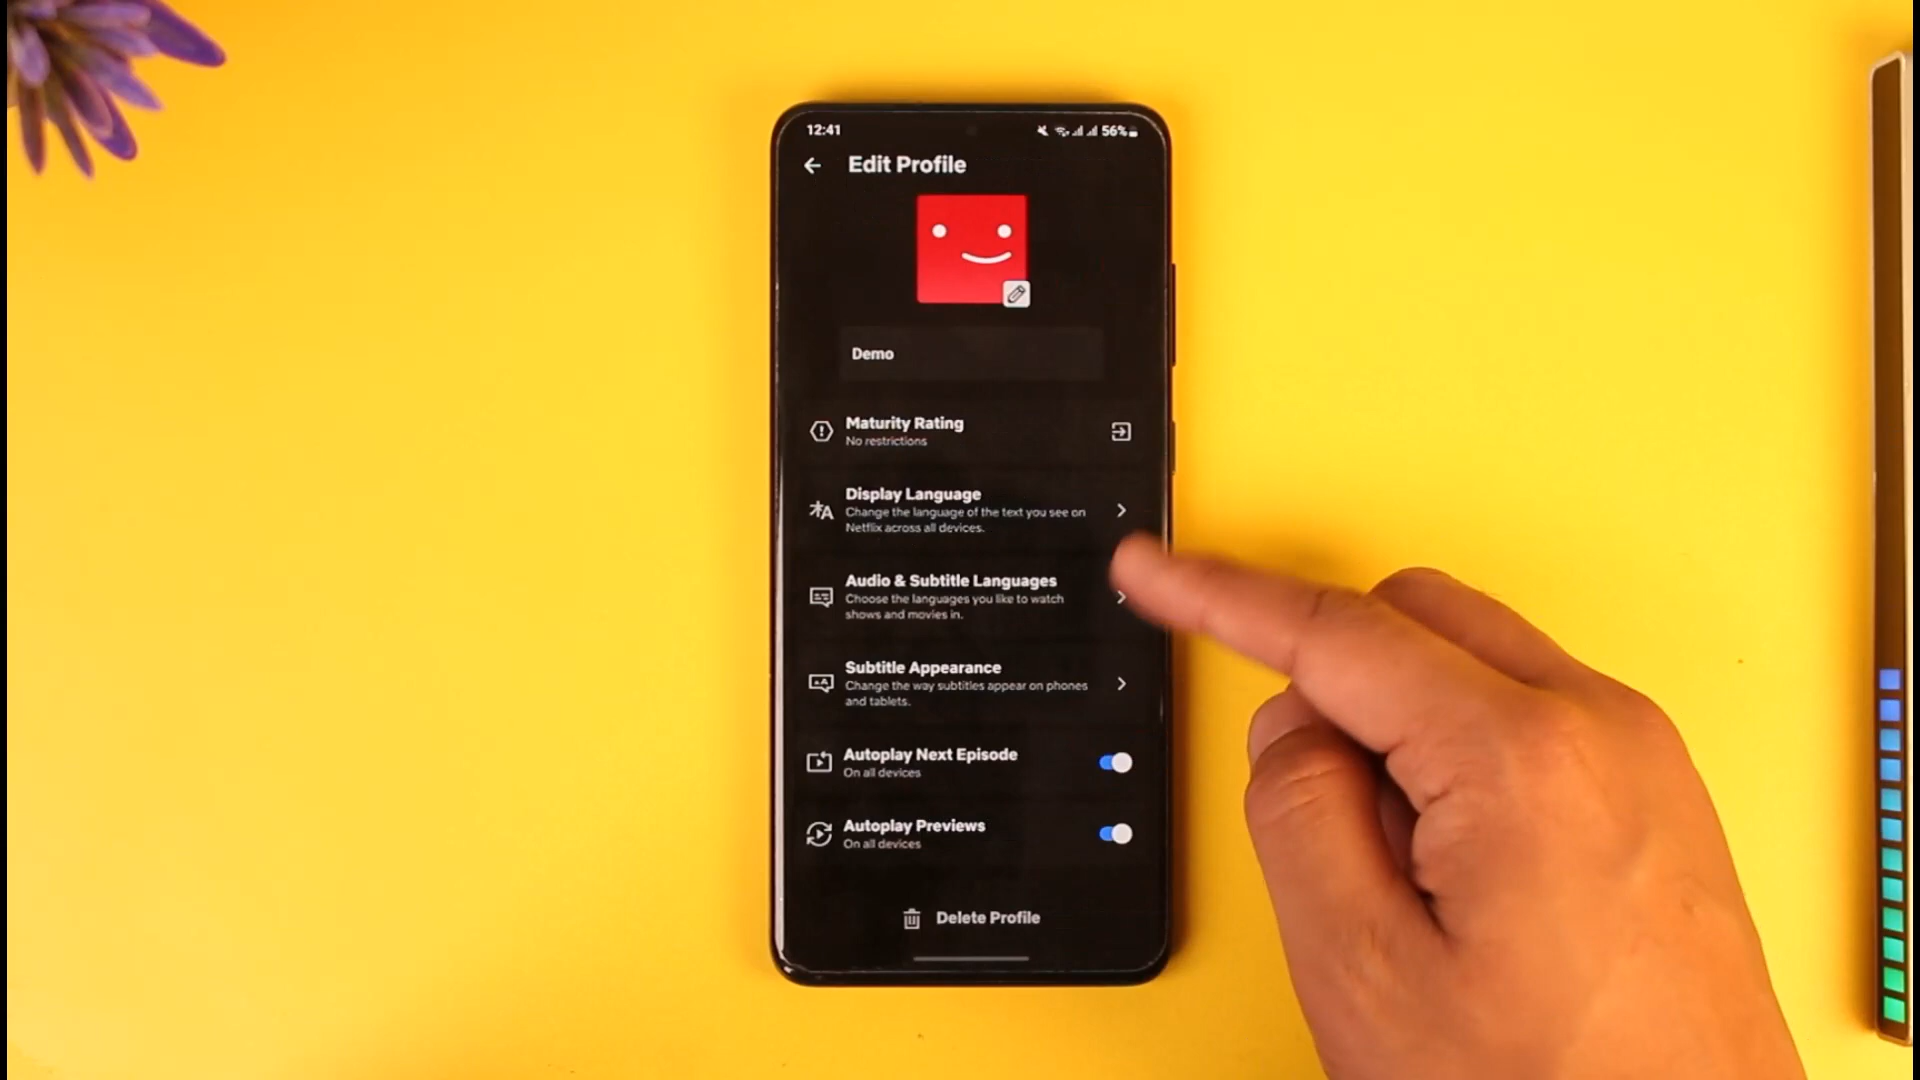 12:41
56%
Edit Profile
Demo
Maturity Rating
No restrictions
Display Language
Change the language of the text you see on
Netflix across all devices.
Audio & Subtitle Languages
Choose the languages you like to watch
shows and movies in.
Subtitle Appearance
Change the way subtitles appear on phones
and tablets.
Autoplay Next Episode
On all devices
Autoplay Previews
On all devices
Delete Profile